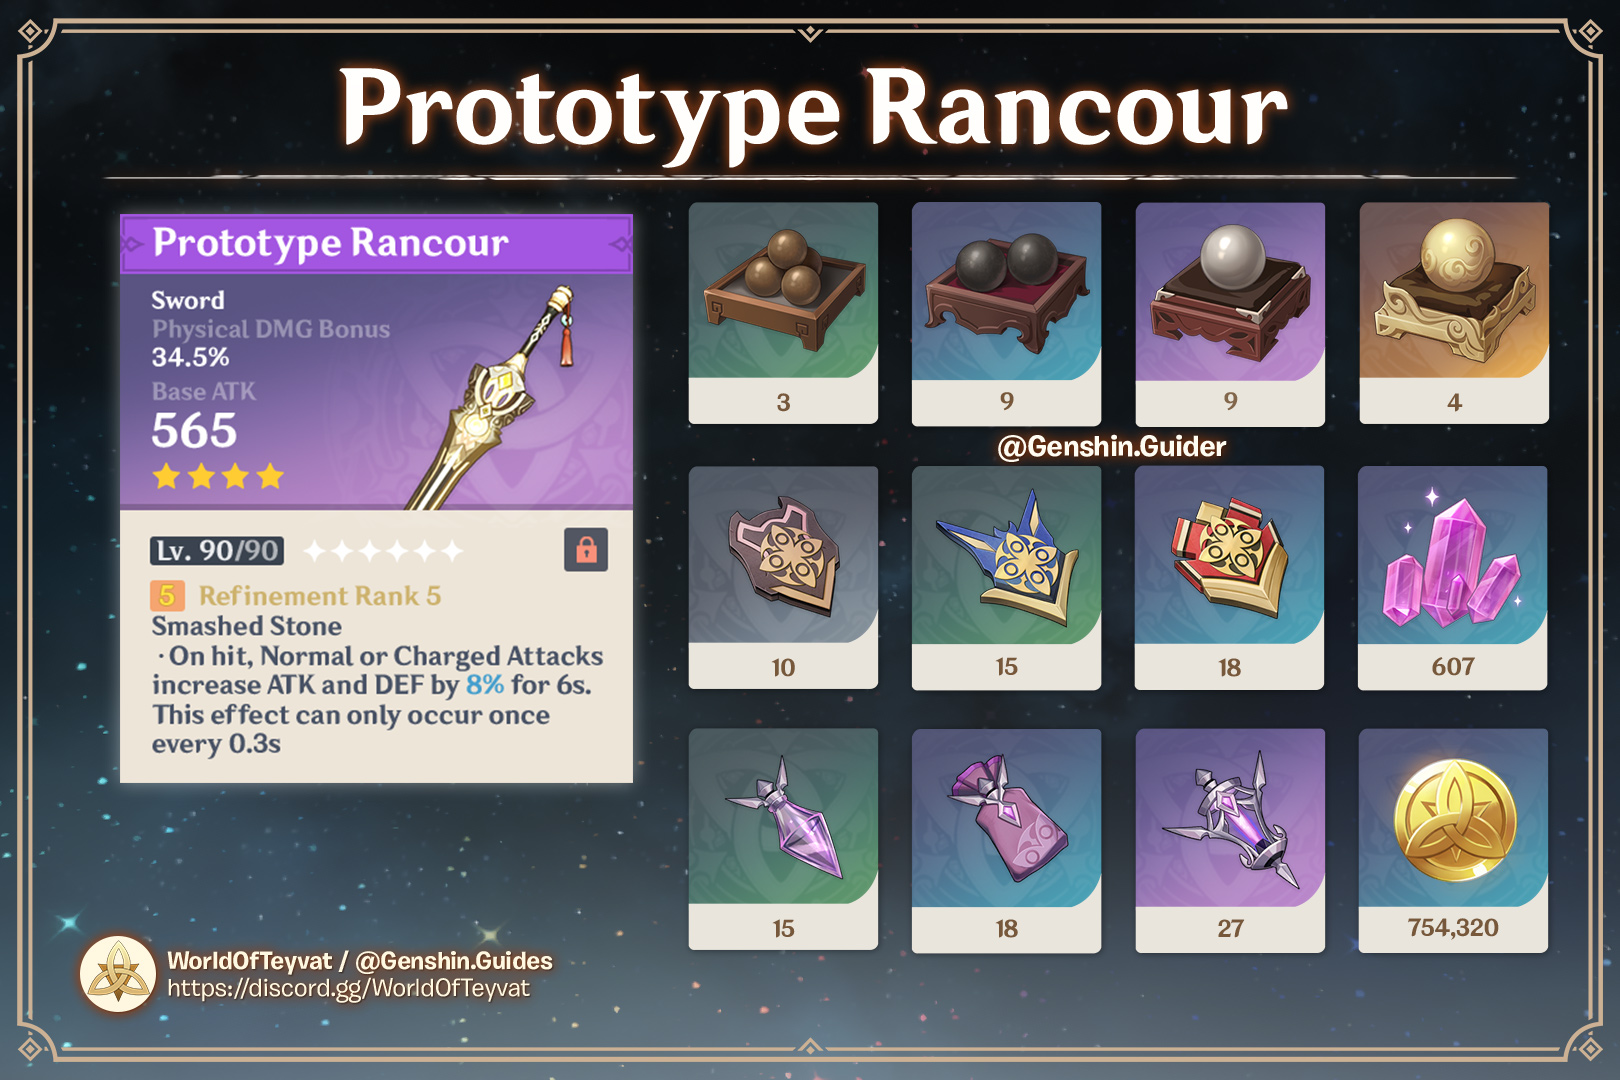 Prototype Rancour
Prototype Rancour
Sword
Physical DMG Bonus
34.5%
Base ATK
565
Lv. 90/90
5 Refinement Rank 5
Smashed Stone
· On hit, Normal or Charged Attacks
increase ATK and DEF by 8% for 6s.
This effect can only occur once
every 0.3s
3
9
9
4
@Genshin.Guider
10
15
18
607
15
18
27
754,320
WorldOfTeyvat / @Genshin.Guides
https://discord.gg/WorldOfTeyvat